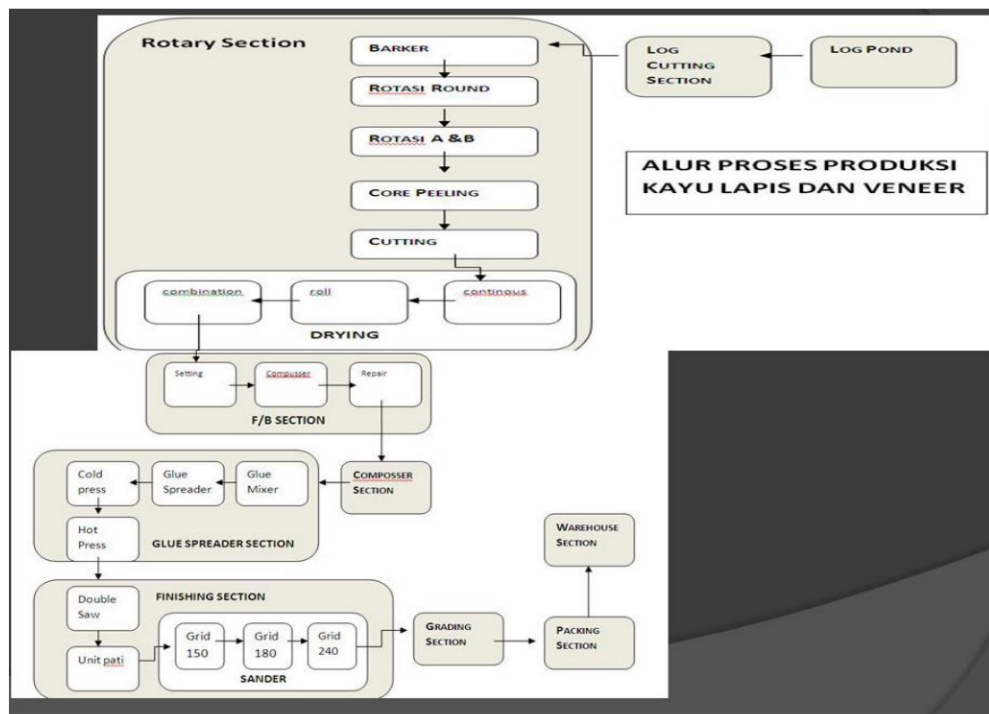 Rotary Section
BARKER
LOG
CUTTING
SECTION
LOG POND
ROTASI ROUND
ROTASI A &B
ALUR PROSES PRODUKSI
KAYU LAPIS DAN VENEER
CORE PEELING
CUTTING
combination
roll
continous
DRYING
Setting
Compusser
Repair
F/B SECTION
Cold
press
Glue
Spreader
Glue
Mixer
COMPOSSER
SECTION
Hot
Press
GLUE SPREADER SECTION
WAREHOUSE
SECTION
Double
Saw
FINISHING SECTION
Unit pati
Grid
150
Grid
180
Grid
240
SANDER
GRADING
SECTION
PACKING
SECTION